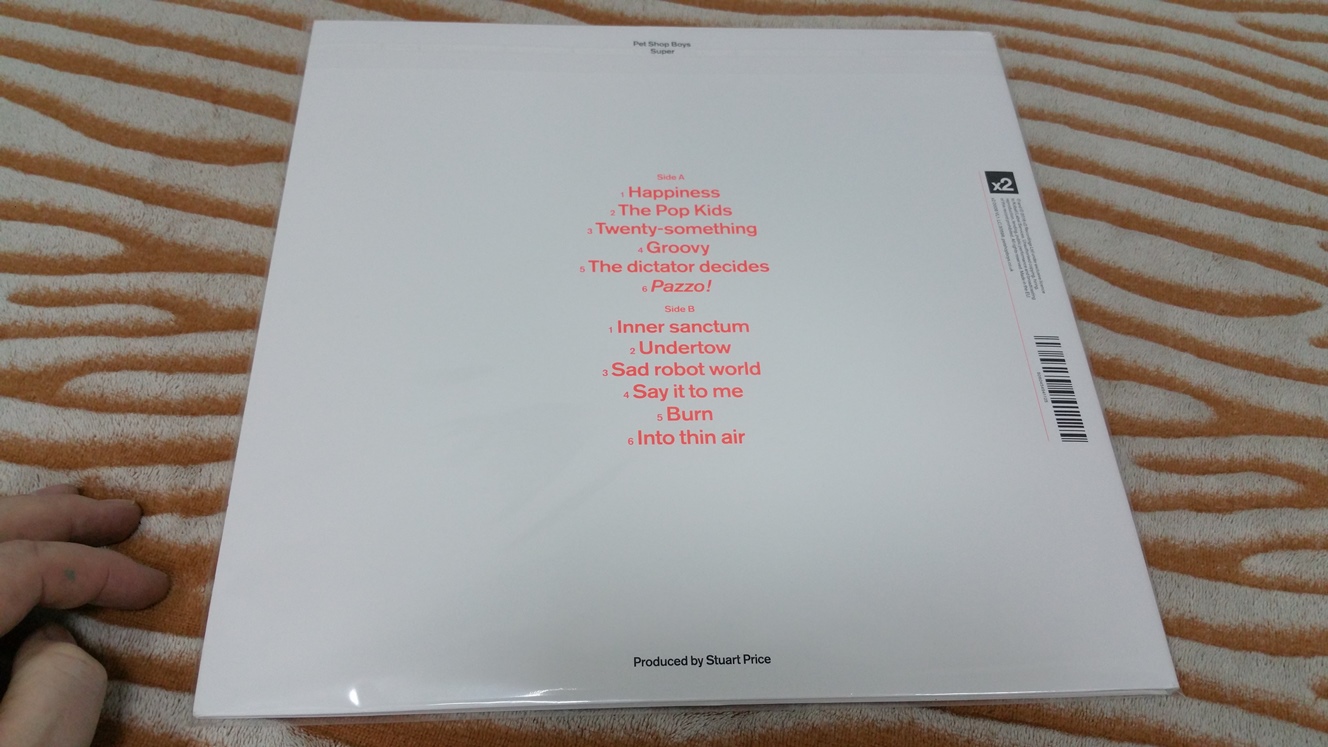 Pet Shop Boys
Super
Side A
1 Happiness
2 The Pop Kids
3 Twenty-something
4 Groovy
5 The dictator decides
6 Pazzo!
Side B
1 Inner sanctum
2 Undertow
3 Sad robot world
4 Say it to me
5 Burn
6 Into thin air
x2
Produced by Stuart Price